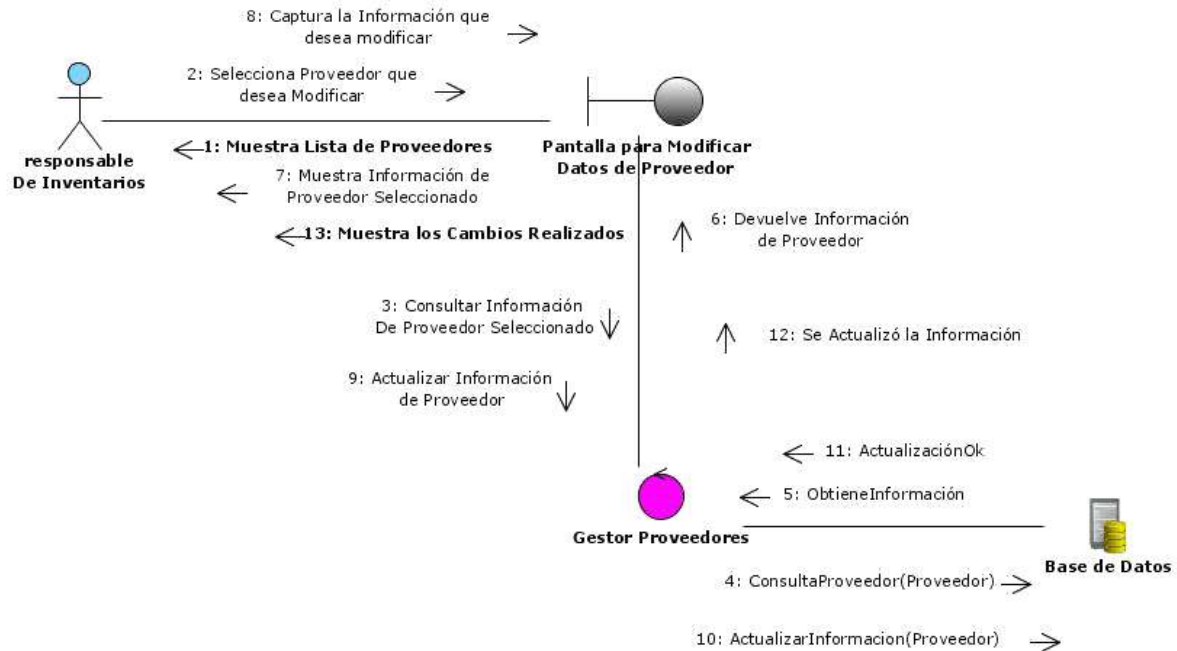 8: Captura la Información que
desea modificar
2: Selecciona Proveedor que
desea Modificar
1: Muestra Lista de Proveedores
responsable
De Inventarios
Pantalla para Modificar
Datos de Proveedor
7: Muestra Información de
Proveedor Seleccionado
13: Muestra los Cambios Realizados
6: Devuelve Información
de Proveedor
3: Consultar Información
De Proveedor Seleccionado
12: Se Actualizó la Información
9: Actualizar Información
de Proveedor
11: ActualizaciónOk
5: ObtieneInformación
Gestor Proveedores
Base de Datos
4: ConsultaProveedor(Proveedor)
10: ActualizarInformacion(Proveedor)